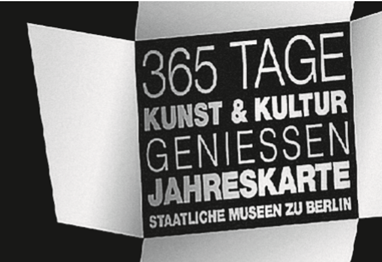 365 TAGE
KUNST & KULTUR
GENIESSEN
JAHRESKARTE
STAATLICHE MUSEEN ZU BERLIN